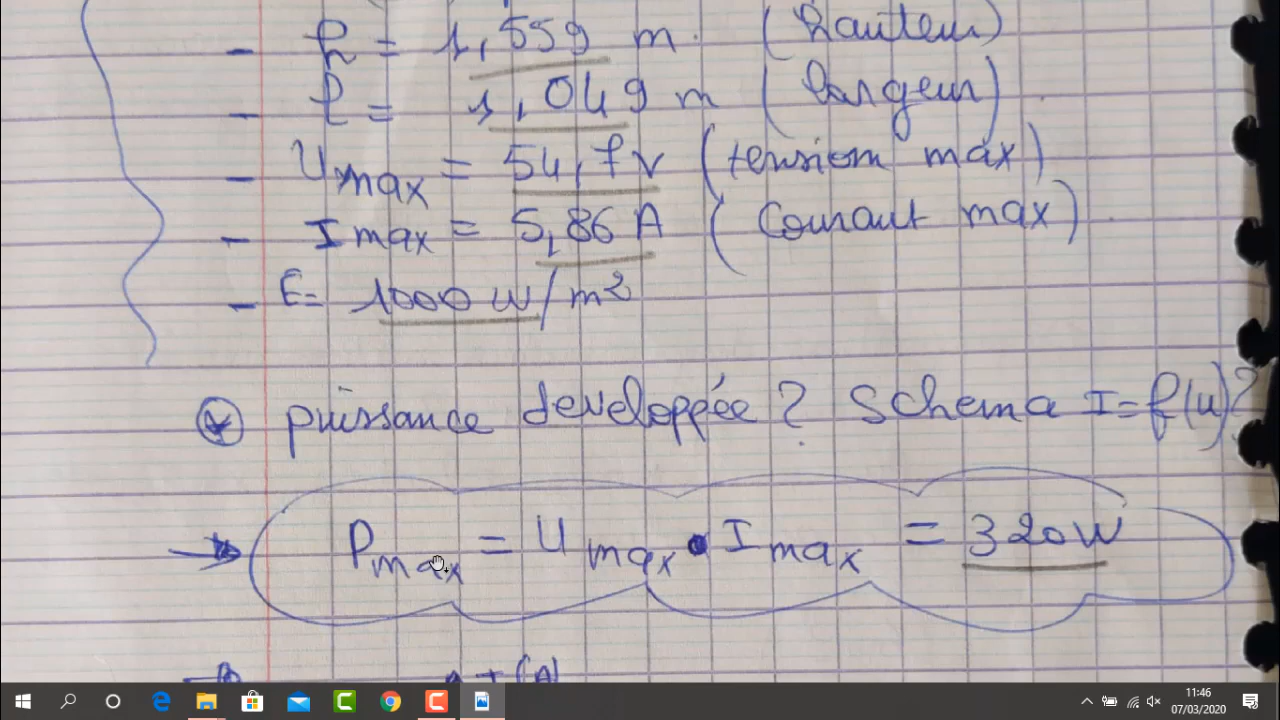 - h = 1,559 m. (hauteur)
- l = 1,049 m (largeur)
- Umax = 54,7 V (tension max)
- Imax = 5,86 A (Courant max)
- E = 1000 W/m²
* puissance developpée ? Schema I = f(u)?
→ Pmax = Umax • Imax = 320 W
(A)
11:46
07/03/2020